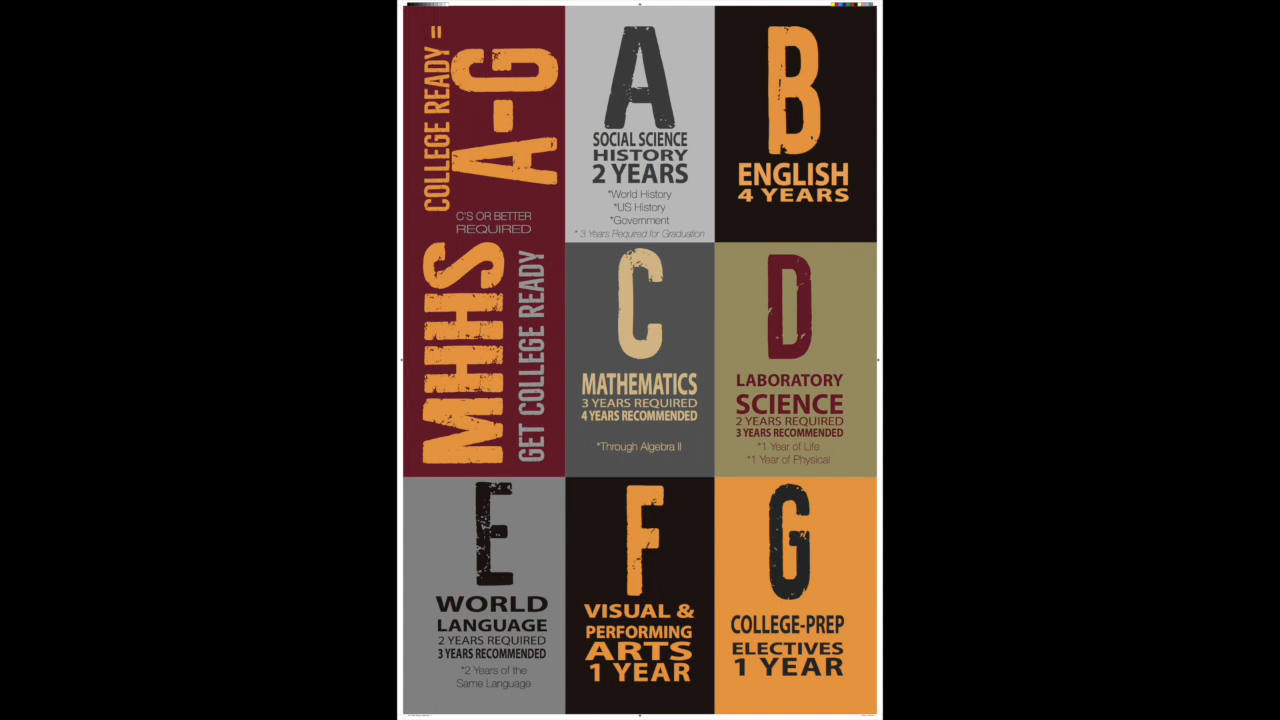 COLLEGE READY =
A-G
C'S OR BETTER
REQUIRED
MHHS
GET COLLEGE READY
A
SOCIAL SCIENCE
HISTORY
2 YEARS
*World History
*US History
*Government
* 3 Years Required for Graduation
B
ENGLISH
4 YEARS
C
MATHEMATICS
3 YEARS REQUIRED
4 YEARS RECOMMENDED
*Through Algebra II
D
LABORATORY
SCIENCE
2 YEARS REQUIRED
3 YEARS RECOMMENDED
*1 Year of Life
*1 Year of Physical
E
WORLD
LANGUAGE
2 YEARS REQUIRED
3 YEARS RECOMMENDED
*2 Years of the
Same Language
F
VISUAL &
PERFORMING
ARTS
1 YEAR
G
COLLEGE-PREP
ELECTIVES
1 YEAR